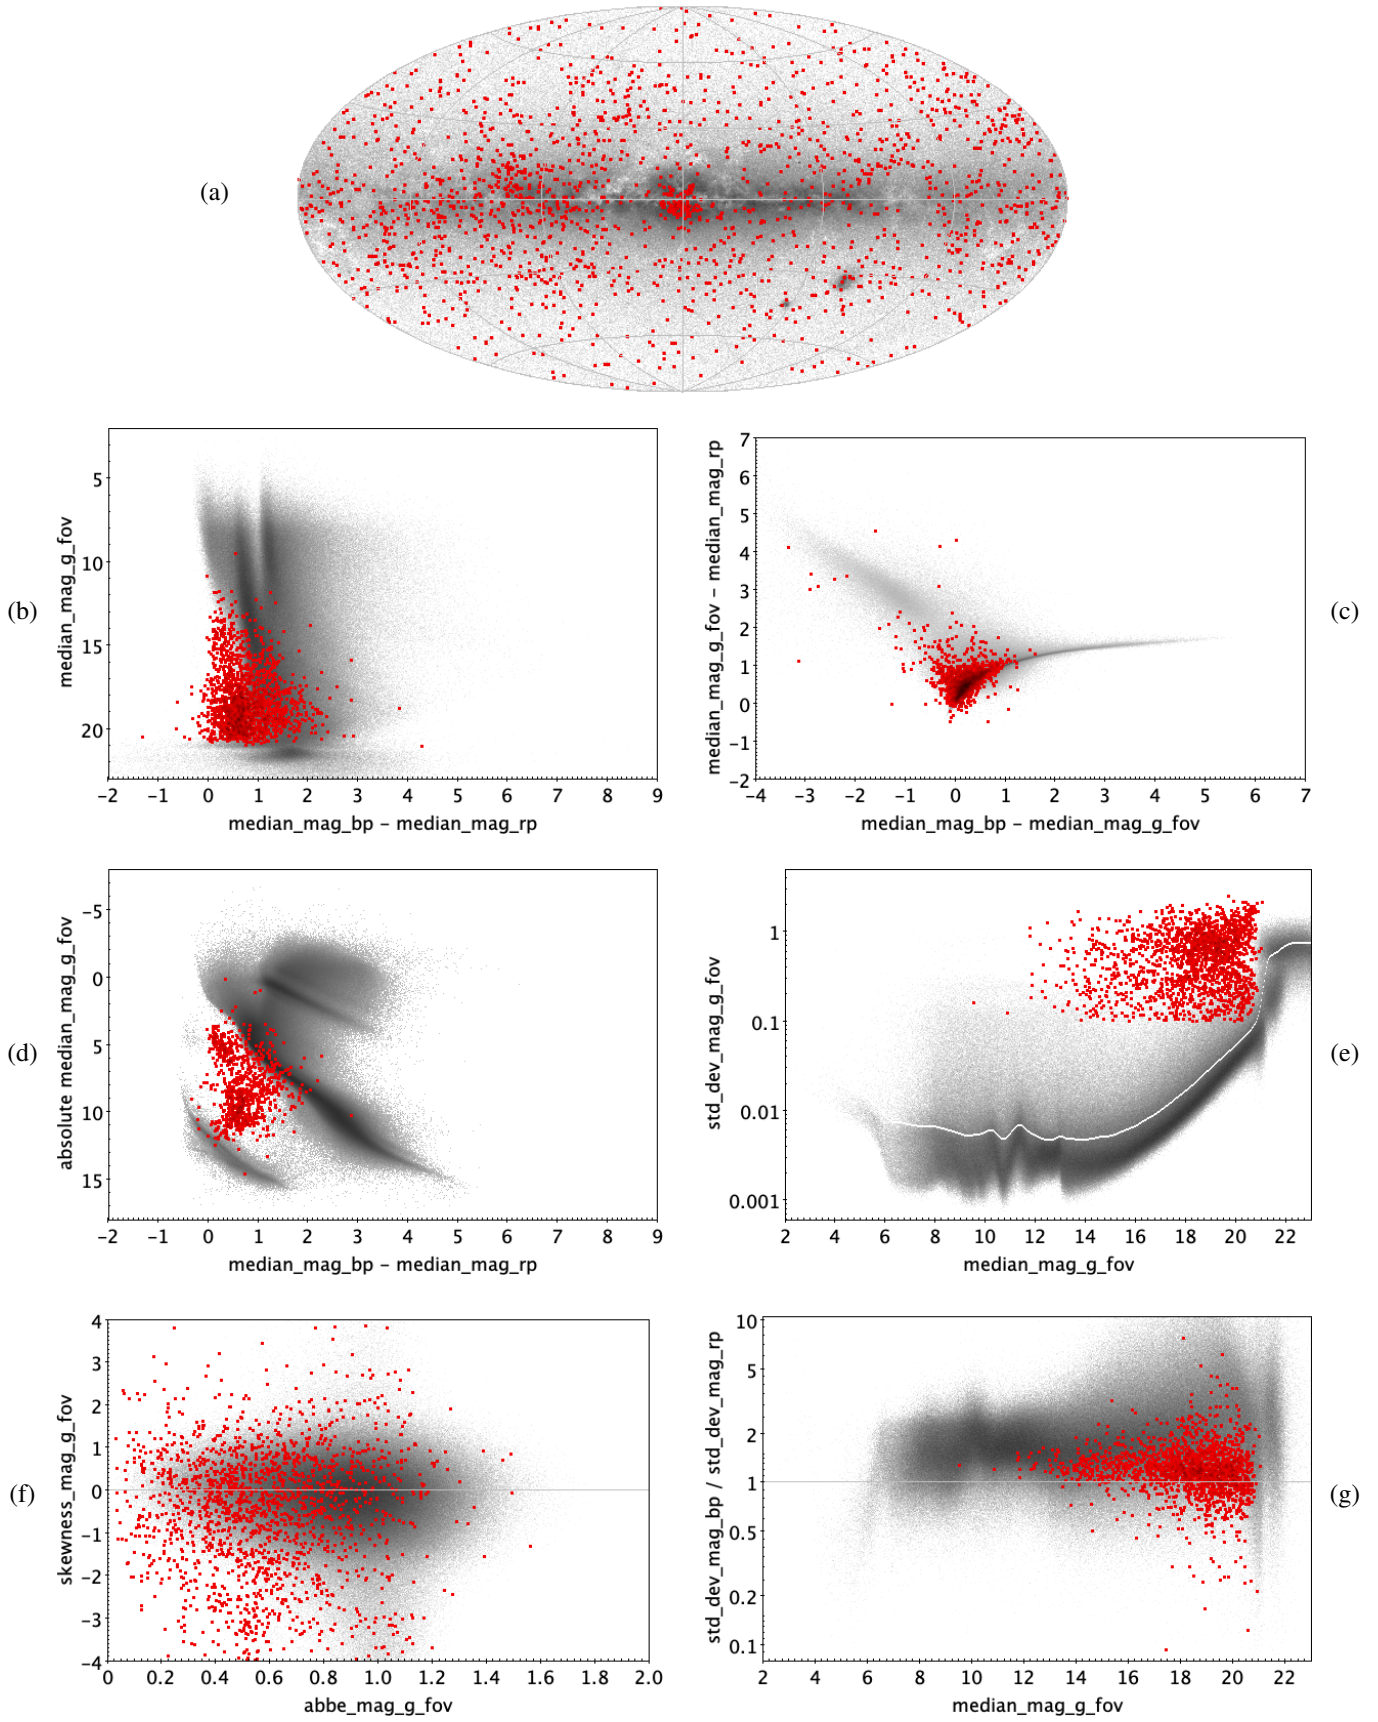 (a)
5
10
15
20
median_mag_g_fov
−2 −1 0 1 2 3 4 5 6 7 8 9
median_mag_bp − median_mag_rp
(b)
7
6
5
4
3
2
1
0
−1
−2
median_mag_g_fov − median_mag_rp
−4 −3 −2 −1 0 1 2 3 4 5 6 7
median_mag_bp − median_mag_g_fov
(c)
−5
0
5
10
15
absolute median_mag_g_fov
−2 −1 0 1 2 3 4 5 6 7 8 9
median_mag_bp − median_mag_rp
(d)
1
0.1
0.01
0.001
std_dev_mag_g_fov
2 4 6 8 10 12 14 16 18 20 22
median_mag_g_fov
(e)
4
3
2
1
0
−1
−2
−3
−4
skewness_mag_g_fov
0 0.2 0.4 0.6 0.8 1.0 1.2 1.4 1.6 1.8 2.0
abbe_mag_g_fov
(f)
10
5
2
1
0.5
0.2
0.1
std_dev_mag_bp / std_dev_mag_rp
2 4 6 8 10 12 14 16 18 20 22
median_mag_g_fov
(g)